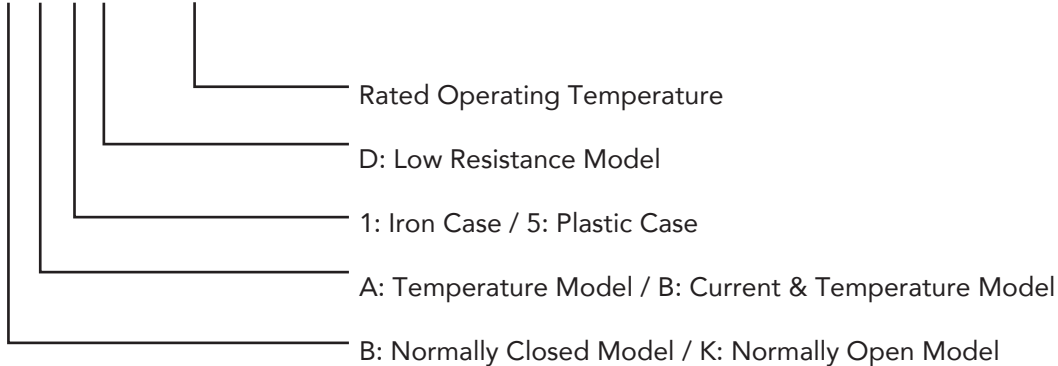 Rated Operating Temperature
D: Low Resistance Model
1: Iron Case / 5: Plastic Case
A: Temperature Model / B: Current & Temperature Model
B: Normally Closed Model / K: Normally Open Model